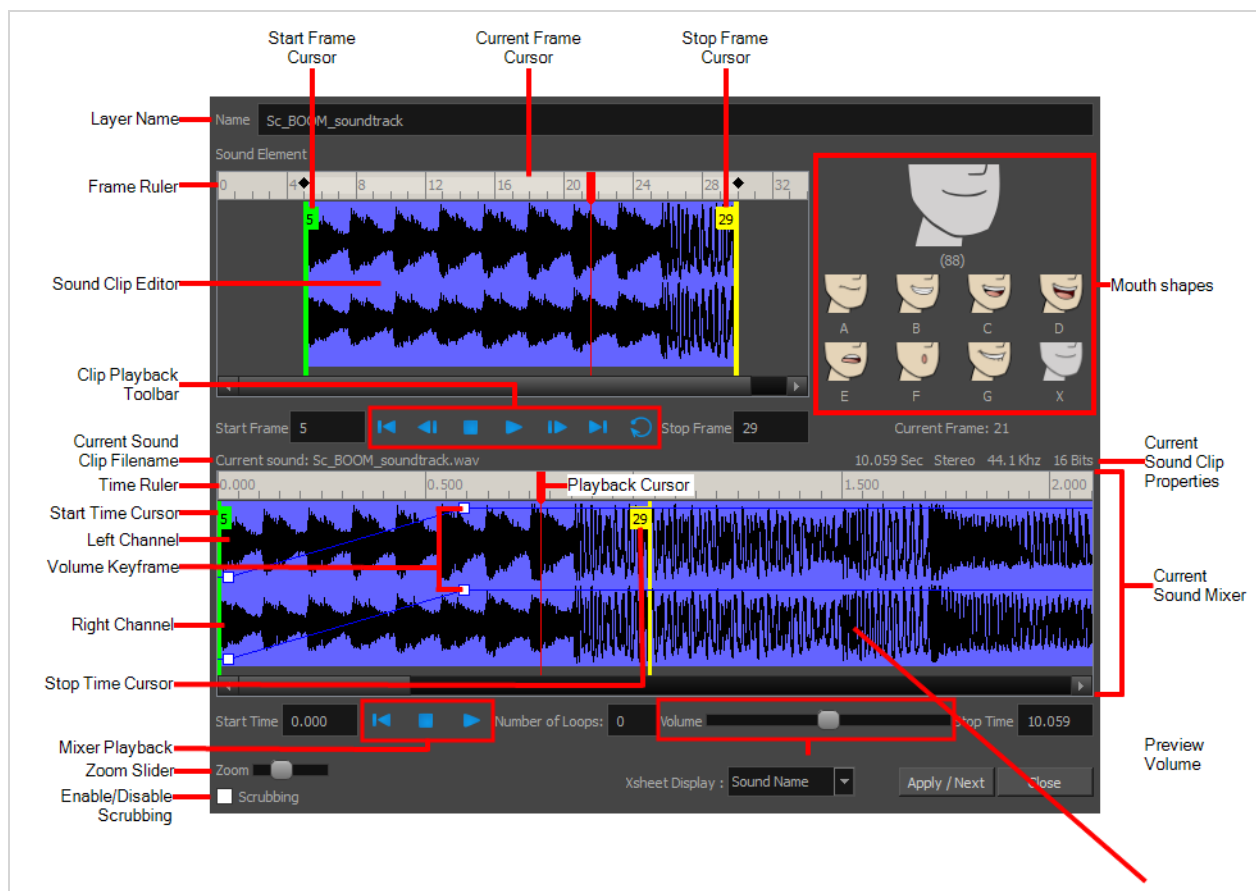 Start Frame
Cursor
Current Frame
Cursor
Stop Frame
Cursor
Layer Name
Name Sc_BOOM_soundtrack
Sound Element
Frame Ruler
0 4 8 12 16 20 24 28 32
5
29
Sound Clip Editor
(88)
Mouth shapes
A B C D
E F G X
Clip Playback
Toolbar
Start Frame 5
Stop Frame 29
Current Frame: 21
Current Sound
Clip Filename
Current sound: Sc_BOOM_soundtrack.wav
10.059 Sec Stereo 44.1 Khz 16 Bits
Current
Sound Clip
Properties
Time Ruler
0.000 0.500 1.500 2.000
Playback Cursor
Start Time Cursor
5
29
Left Channel
Volume Keyframe
Right Channel
Current
Sound Mixer
Stop Time Cursor
Start Time 0.000
Number of Loops: 0
Volume
Stop Time 10.059
Mixer Playback
Preview
Volume
Zoom Slider
Zoom
Xsheet Display : Sound Name
Apply / Next
Close
Enable/Disable
Scrubbing
Scrubbing